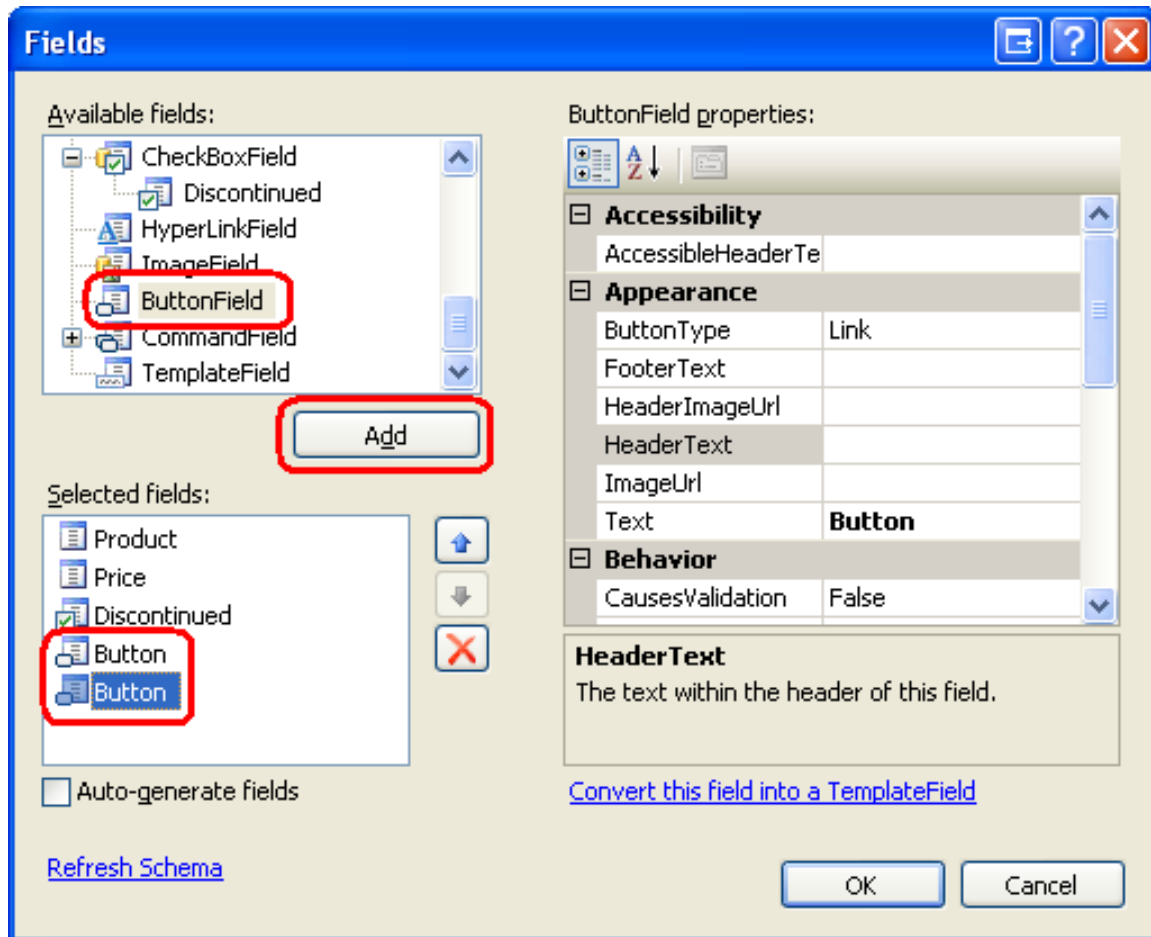 Fields
Available fields:
CheckBoxField
Discontinued
HyperLinkField
ImageField
ButtonField
CommandField
TemplateField
Add
Selected fields:
Product
Price
Discontinued
Button
Button
Auto-generate fields
Refresh Schema
ButtonField properties:
Accessibility
AccessibleHeaderTe
Appearance
ButtonType Link
FooterText
HeaderImageUrl
HeaderText
ImageUrl
Text Button
Behavior
CausesValidation False
HeaderText
The text within the header of this field.
Convert this field into a TemplateField
OK Cancel